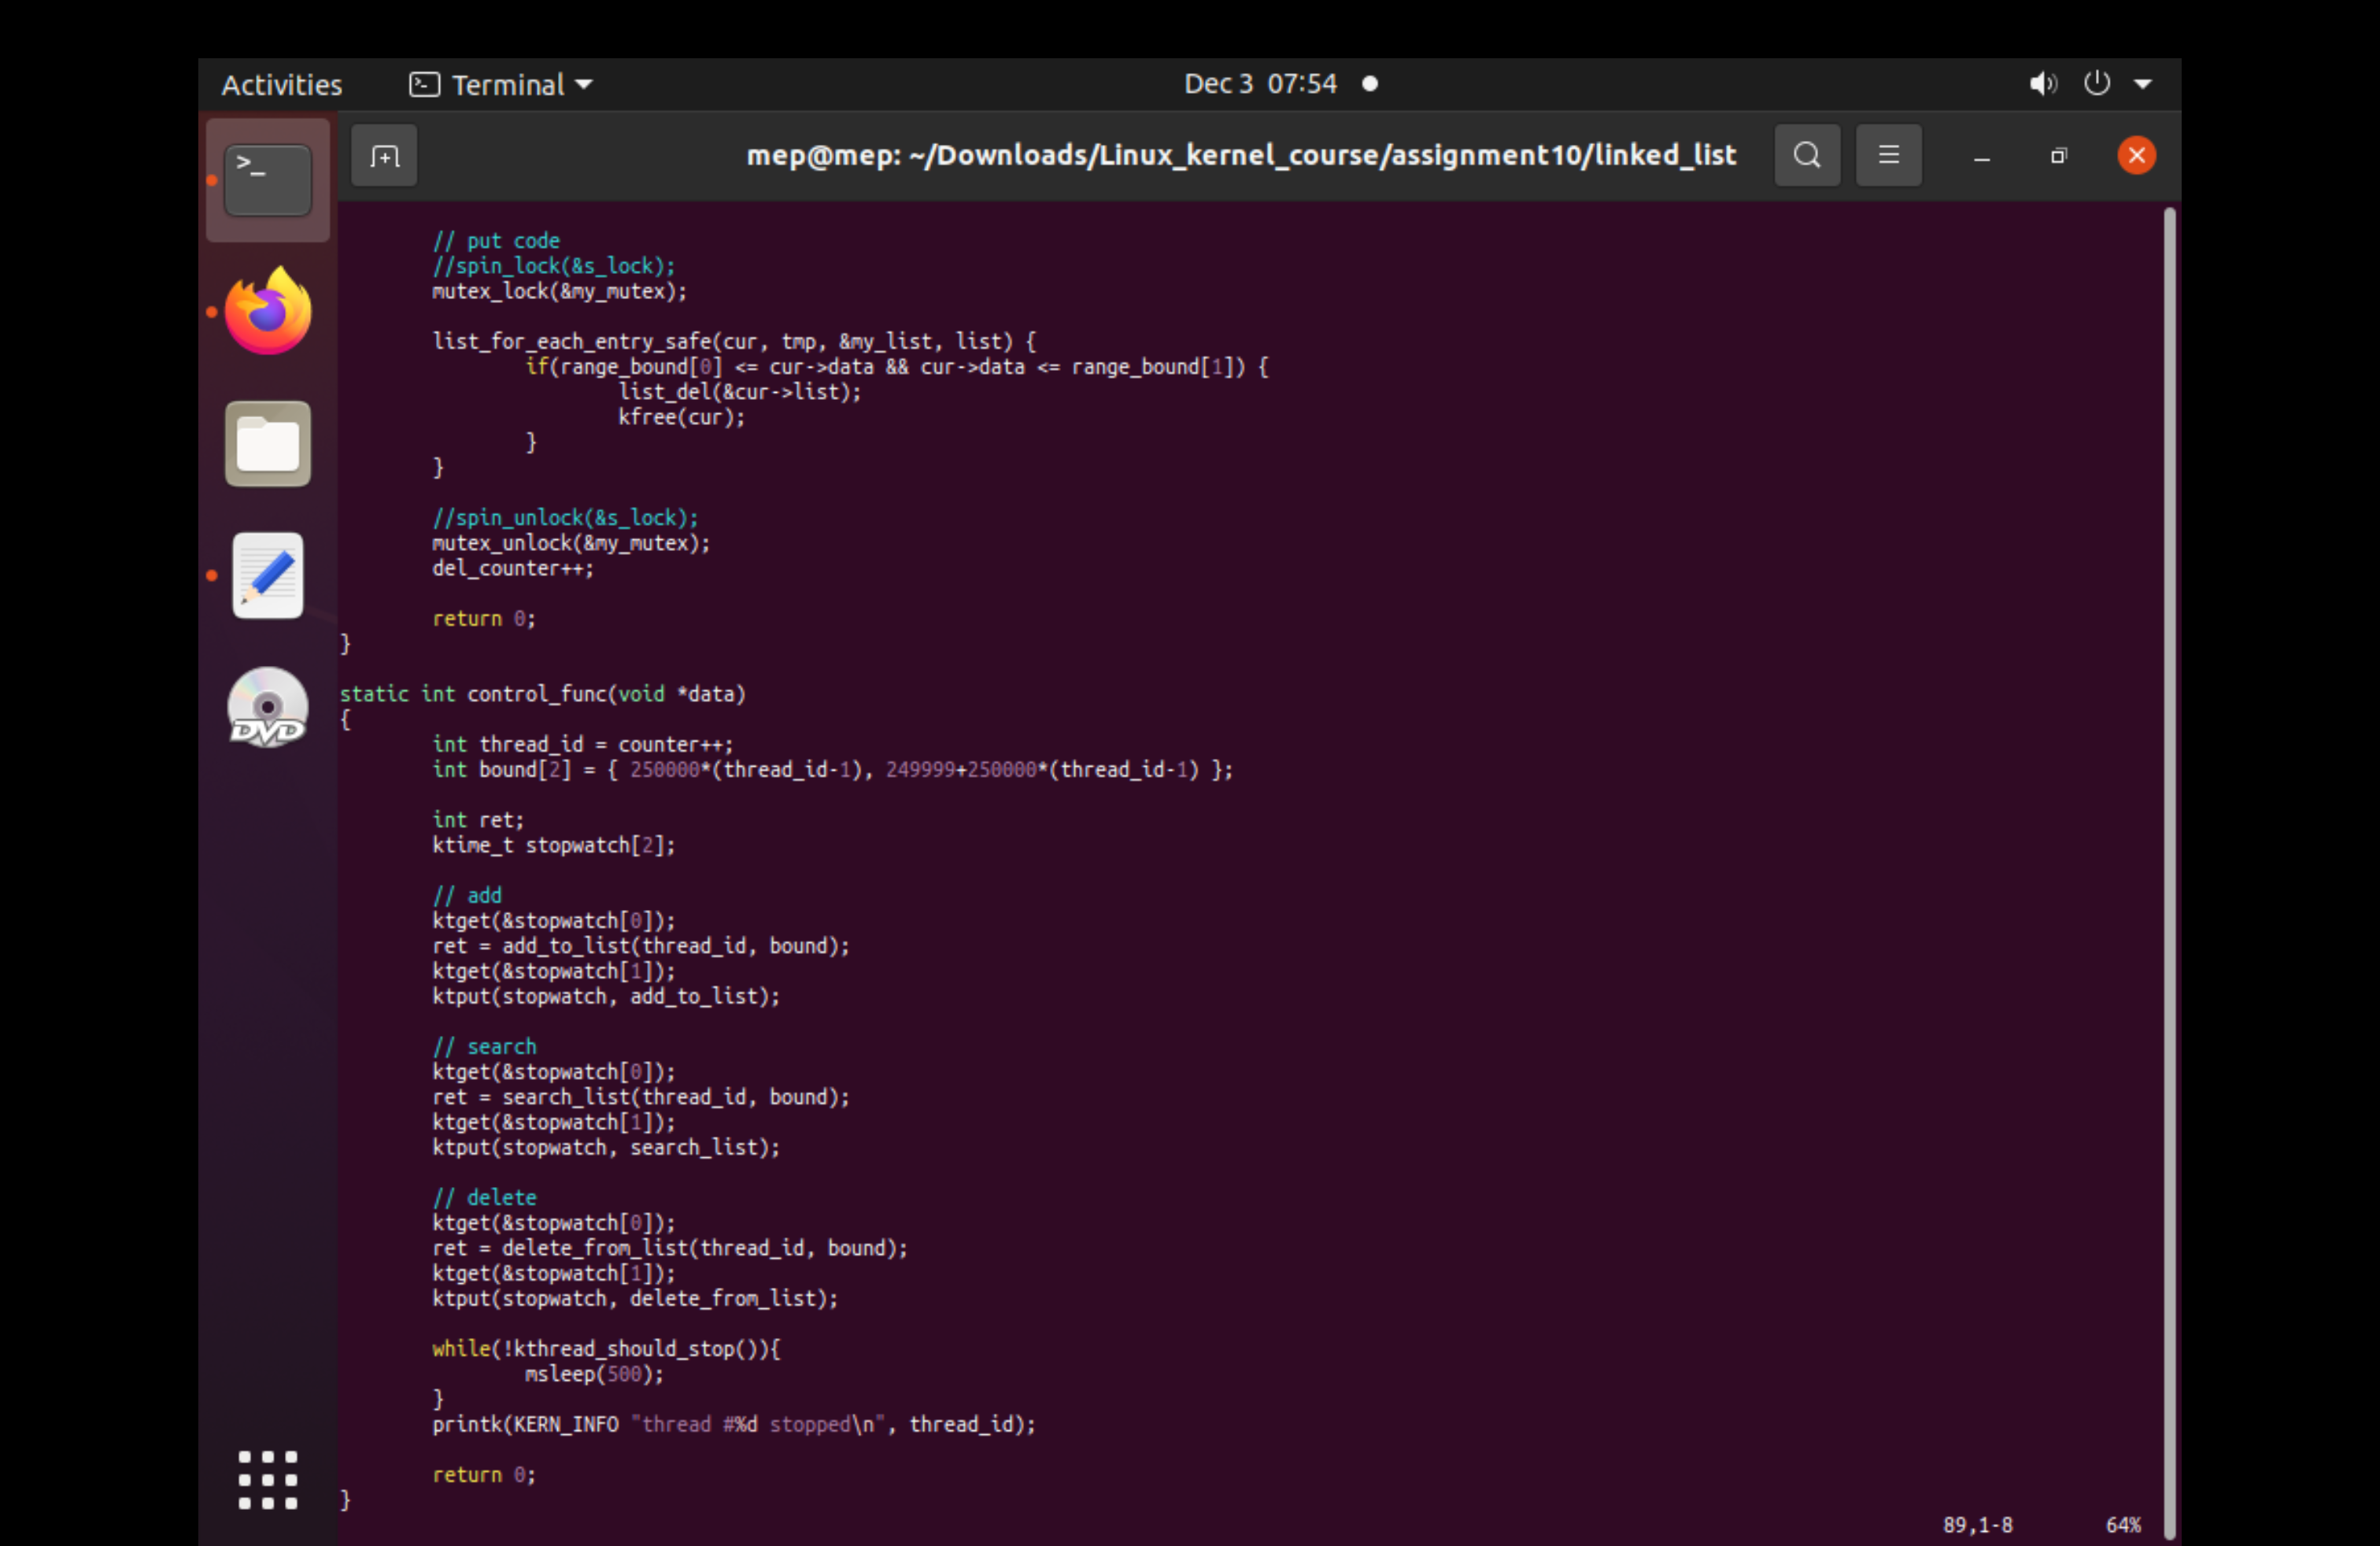 Activities Terminal Dec 3 07:54
mep@mep: ~/Downloads/Linux_kernel_course/assignment10/linked_list
>_
// put code
//spin_lock(&s_lock);
mutex_lock(&my_mutex);
list_for_each_entry_safe(cur, tmp, &my_list, list) {
if(range_bound[0] <= cur->data && cur->data <= range_bound[1]) {
list_del(&cur->list);
kfree(cur);
}
}
//spin_unlock(&s_lock);
mutex_unlock(&my_mutex);
del_counter++;
return 0;
}
static int control_func(void *data)
{
int thread_id = counter++;
int bound[2] = { 250000*(thread_id-1), 249999+250000*(thread_id-1) };
int ret;
ktime_t stopwatch[2];
// add
ktget(&stopwatch[0]);
ret = add_to_list(thread_id, bound);
ktget(&stopwatch[1]);
ktput(stopwatch, add_to_list);
// search
ktget(&stopwatch[0]);
ret = search_list(thread_id, bound);
ktget(&stopwatch[1]);
ktput(stopwatch, search_list);
// delete
ktget(&stopwatch[0]);
ret = delete_from_list(thread_id, bound);
ktget(&stopwatch[1]);
ktput(stopwatch, delete_from_list);
while(!kthread_should_stop()){
msleep(500);
}
printk(KERN_INFO "thread #%d stopped\n", thread_id);
return 0;
}
89,1-8 64%
DVD